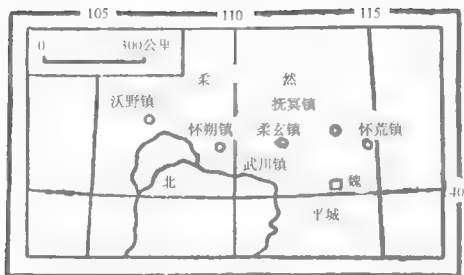 105 110 115
0 300公里
柔 然
沃野镇 抚冥镇
怀朔镇 柔玄镇 怀荒镇
武川镇
北 魏
40
平城